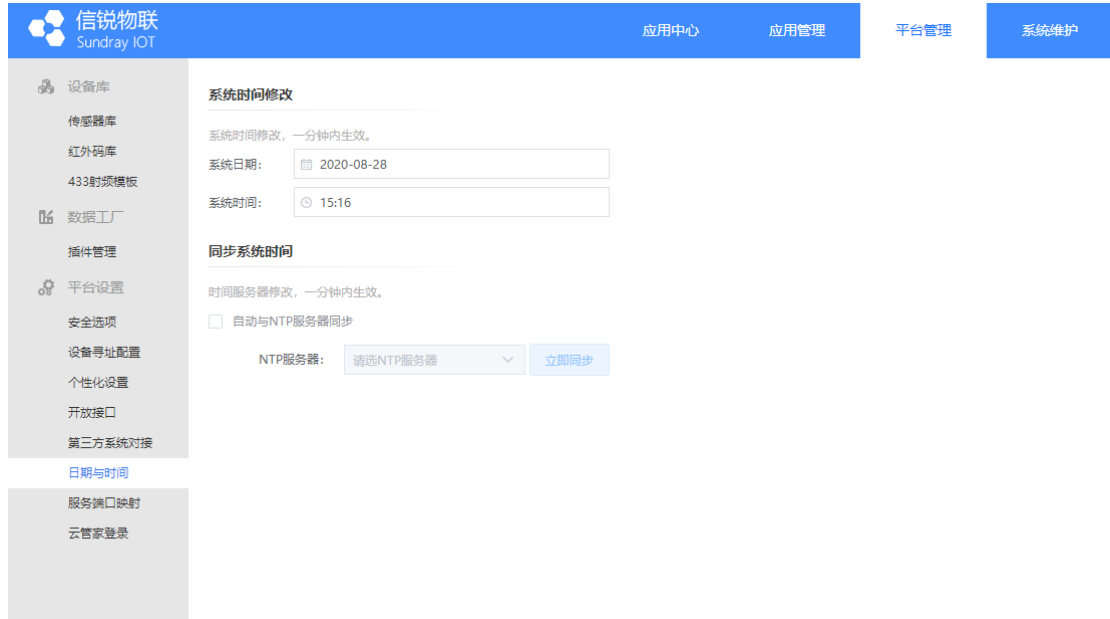 信锐物联
Sundray IOT
应用中心
应用管理
平台管理
系统维护
设备库
传感器库
红外码库
433射频模板
数据工厂
插件管理
平台设置
安全选项
设备寻址配置
个性化设置
开放接口
第三方系统对接
日期与时间
服务端口映射
云管家登录
系统时间修改
系统时间修改，一分钟内生效。
系统日期： 2020-08-28
系统时间： 15:16
同步系统时间
时间服务器修改，一分钟内生效。
自动与NTP服务器同步
NTP服务器： 请选NTP服务器 立即同步